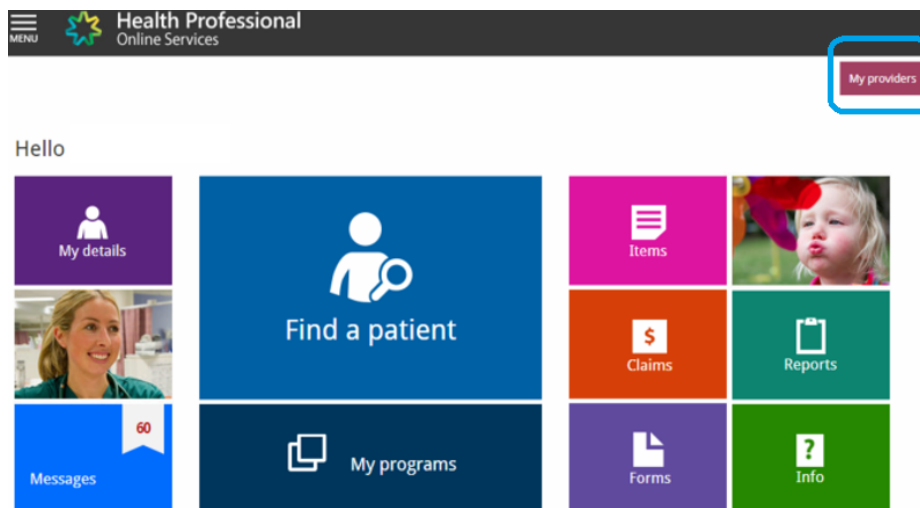 MENU
Health Professional
Online Services
My providers
Hello
My details
Find a patient
Items
$
Claims
Reports
60
Messages
My programs
Forms
?
Info